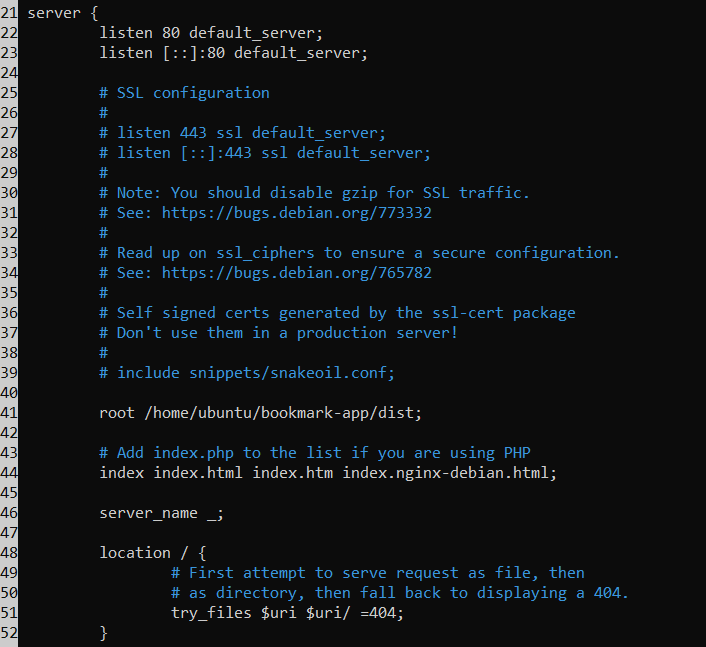 21 server {
22         listen 80 default_server;
23         listen [::]:80 default_server;
24
25         # SSL configuration
26         #
27         # listen 443 ssl default_server;
28         # listen [::]:443 ssl default_server;
29         #
30         # Note: You should disable gzip for SSL traffic.
31         # See: https://bugs.debian.org/773332
32         #
33         # Read up on ssl_ciphers to ensure a secure configuration.
34         # See: https://bugs.debian.org/765782
35         #
36         # Self signed certs generated by the ssl-cert package
37         # Don't use them in a production server!
38         #
39         # include snippets/snakeoil.conf;
40
41         root /home/ubuntu/bookmark-app/dist;
42
43         # Add index.php to the list if you are using PHP
44         index index.html index.htm index.nginx-debian.html;
45
46         server_name _;
47
48         location / {
49                 # First attempt to serve request as file, then
50                 # as directory, then fall back to displaying a 404.
51                 try_files $uri $uri/ =404;
52         }